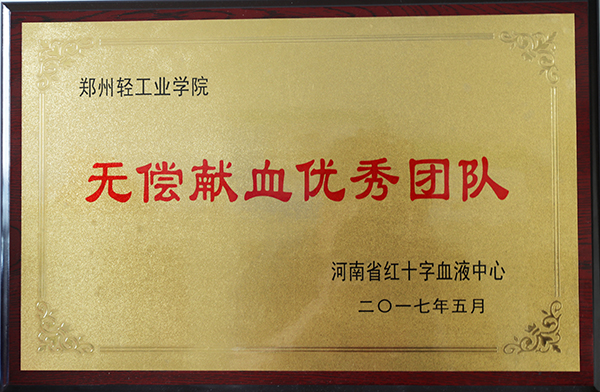 郑州轻工业学院
无偿献血优秀团队
河南省红十字血液中心
二〇一七年五月